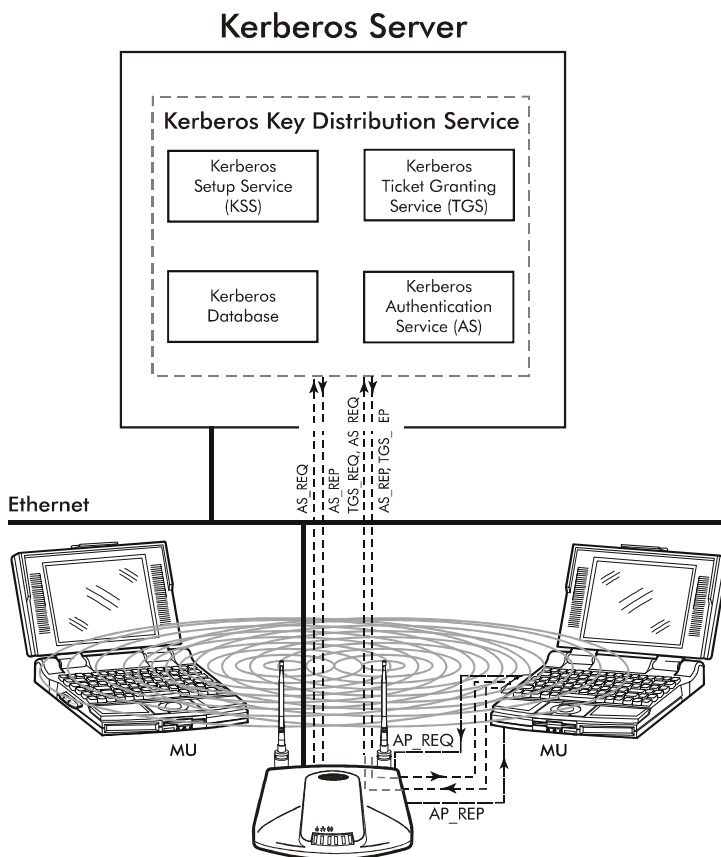 Kerberos Server
Kerberos Key Distribution Service
Kerberos
Setup Service
(KSS)
Kerberos
Ticket Granting
Service (TGS)
Kerberos
Database
Kerberos
Authentication
Service (AS)
AS_REQ
AS_REP
TGS_REQ, AS_REQ
AS_REP, TGS_ EP
Ethernet
MU
MU
AP_REQ
AP_REP